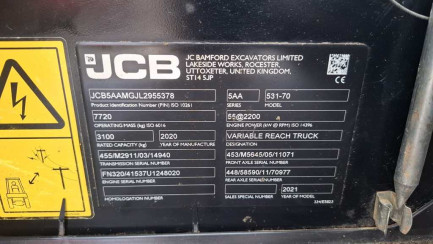 JCB
JC BAMFORD EXCAVATORS LIMITED
LAKESIDE WORKS, ROCESTER,
UTTOXETER, UNITED KINGDOM,
ST14 5JP
JCB5AAMGJL2955378 5AA 531-70
Product Identification Number (PIN) ISO 10261 SERIES MODEL
7720 55@2200
OPERATING MASS (kg) ISO 6016 ENGINE POWER (kW @ RPM) ISO 14396
3100 2020 VARIABLE REACH TRUCK
RATED CAPACITY (kg) YEAR OF MANUFACTURE DESIGNATION
455/M2911/03/14940 453/M5645/05/11071
TRANSMISSION SERIAL NUMBER FRONT AXLE SERIAL NUMBER
FN320/41537U1248020 448/58590/11/70977
ENGINE SERIAL NUMBER REAR AXLE SERIAL NUMBER
2021
HOMOLOGATION NUMBER SPECIAL SERIAL NUMBER YEAR OF MODEL